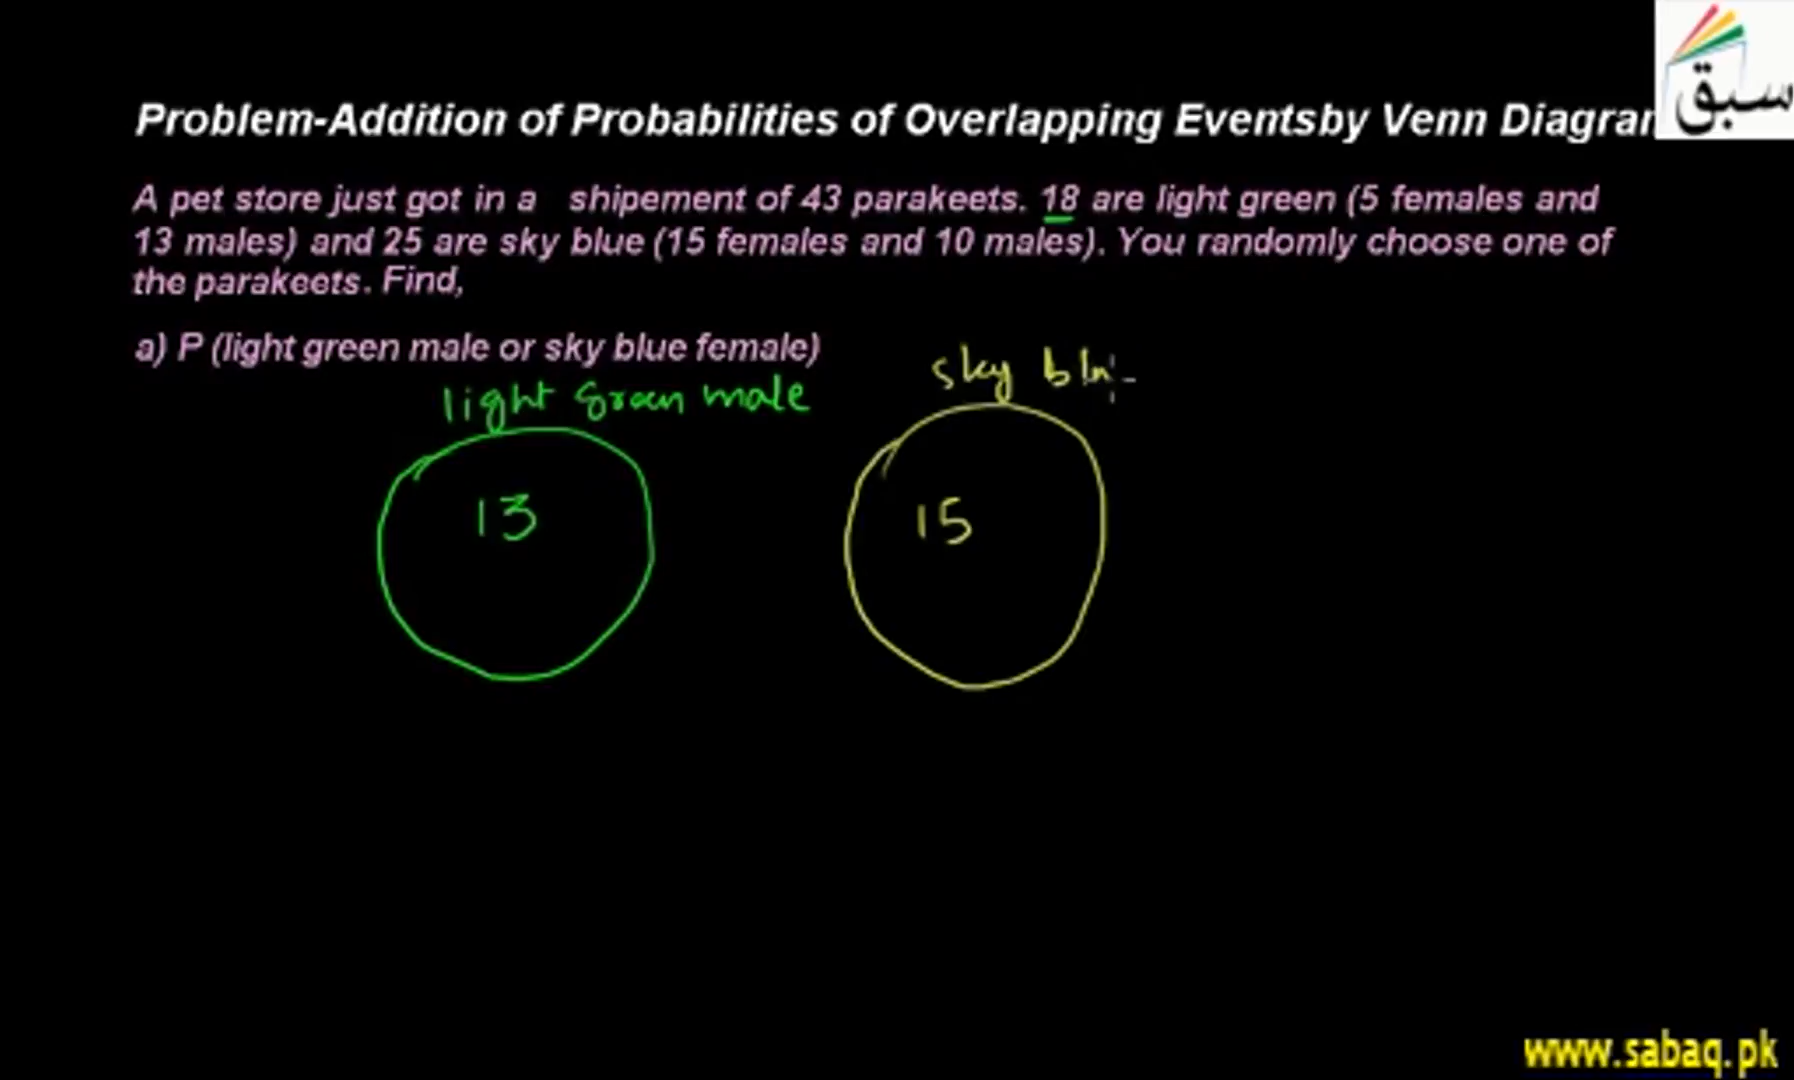 سبق
Problem-Addition of Probabilities of Overlapping Eventsby Venn Diagram
A pet store just got in a shipement of 43 parakeets. 18 are light green (5 females and
13 males) and 25 are sky blue (15 females and 10 males). You randomly choose one of
the parakeets. Find,
a) P (light green male or sky blue female)
sky blu
light green male
13
15
www.sabaq.pk